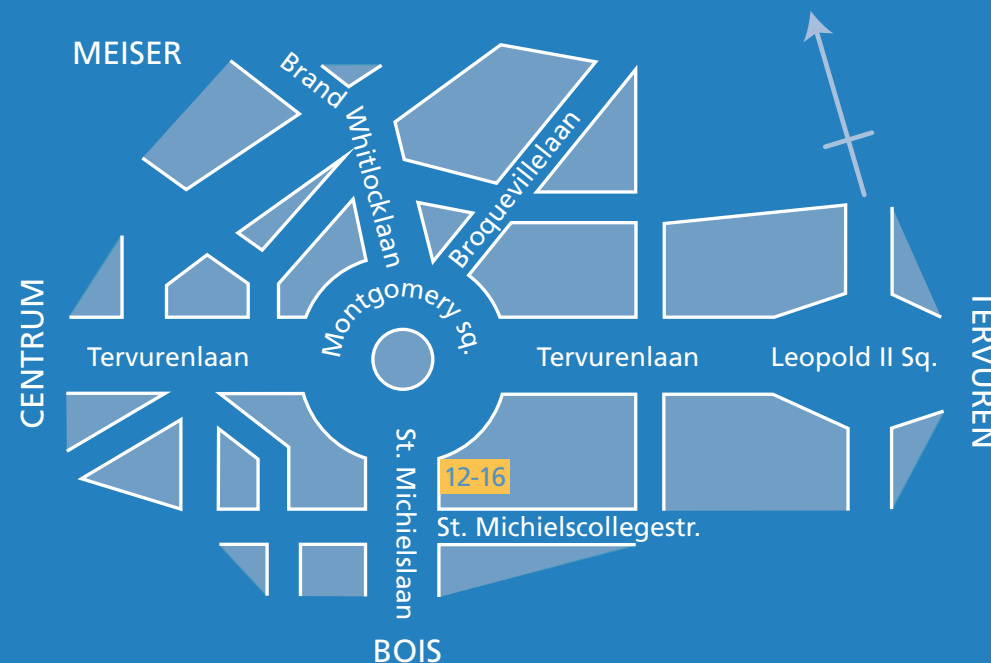 MEISER
Brand Whitlocklaan
Broquevillelaan
Montgomery sq.
CENTRUM
Tervurenlaan
Tervurenlaan
Leopold II Sq.
TERVUREN
St. Michielslaan
12-16
St. Michielscollegestr.
BOIS